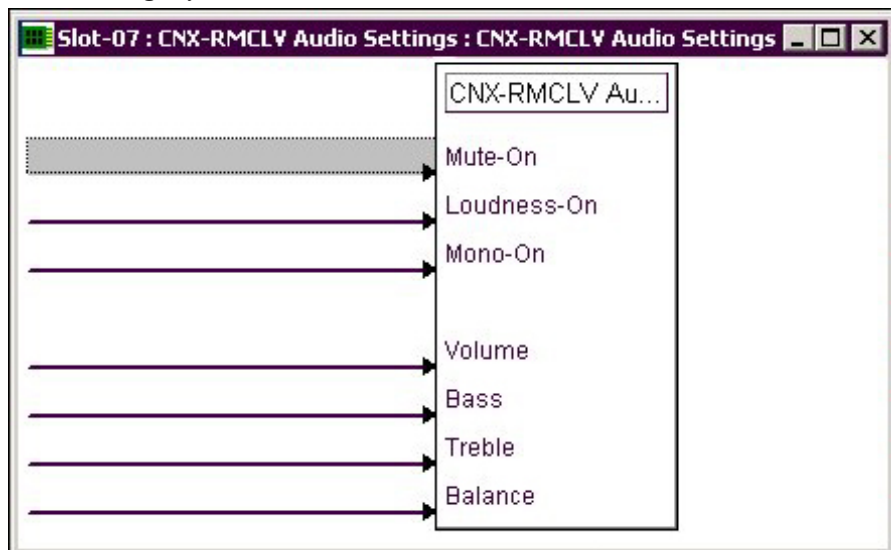 Slot-07 : CNX-RMCLV Audio Settings : CNX-RMCLV Audio Settings
CNX-RMCLV Au...
Mute-On
Loudness-On
Mono-On
Volume
Bass
Treble
Balance